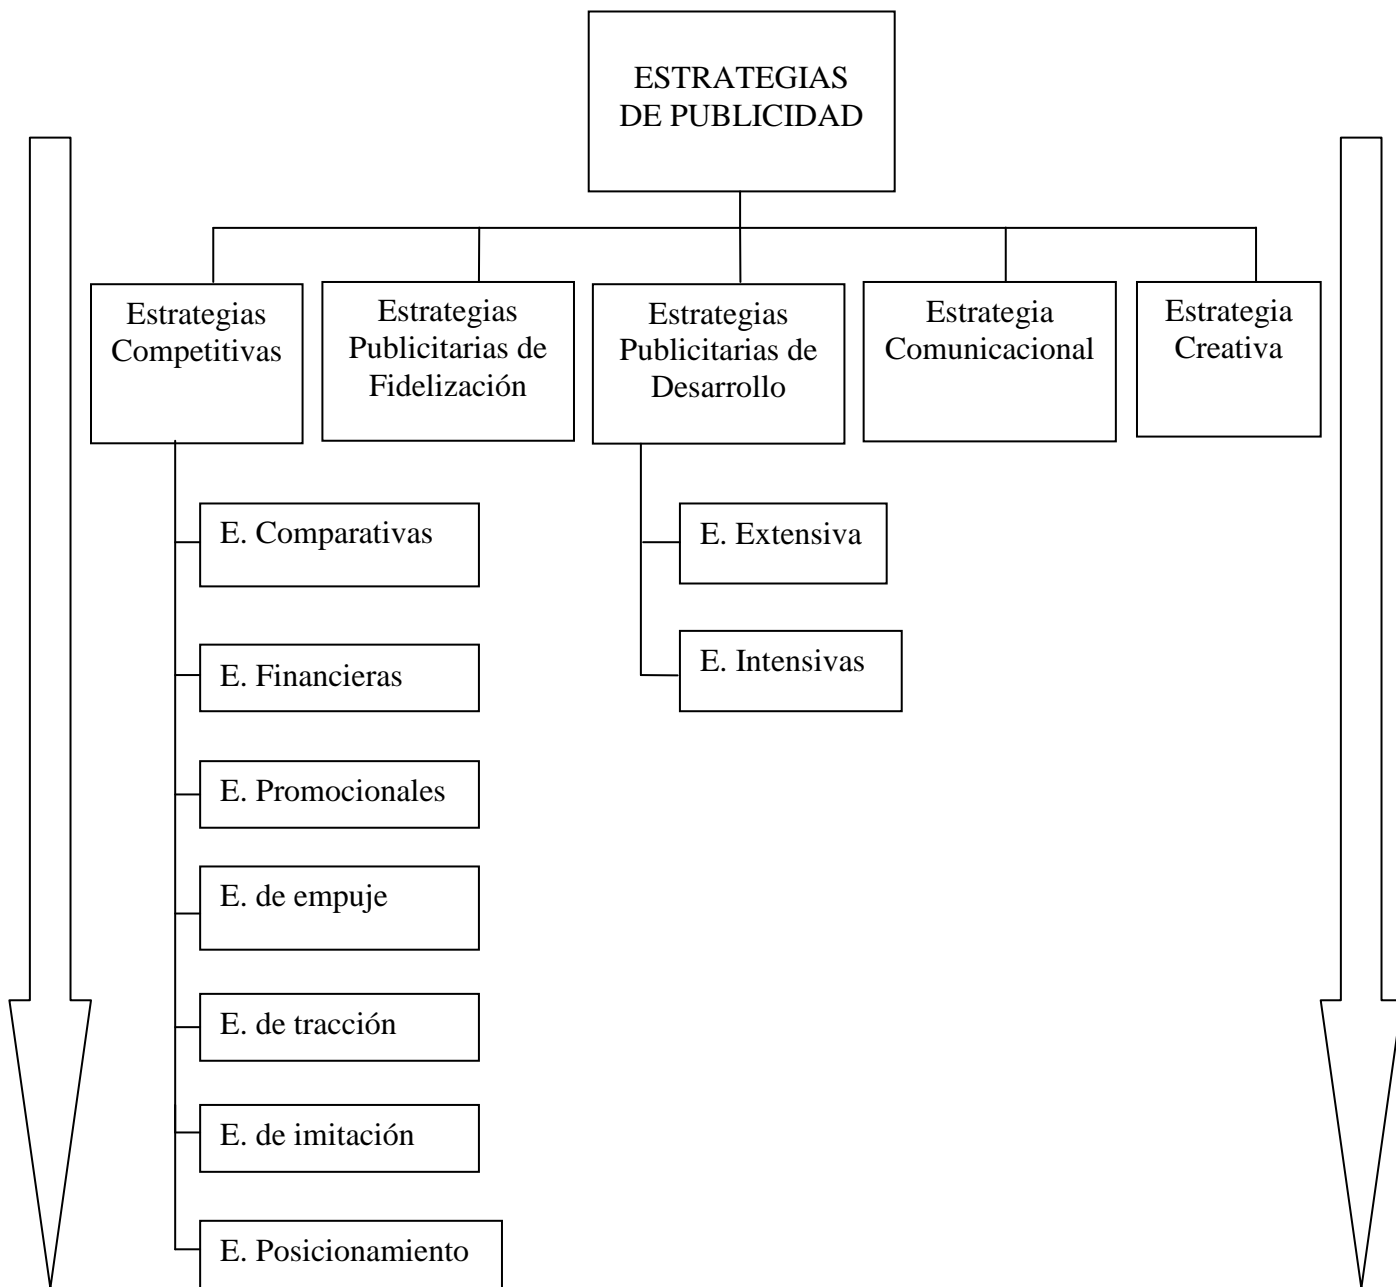 ESTRATEGIAS
DE PUBLICIDAD
Estrategias
Competitivas
Estrategias
Publicitarias de
Fidelización
Estrategias
Publicitarias de
Desarrollo
Estrategia
Comunicacional
Estrategia
Creativa
E. Comparativas
E. Financieras
E. Promocionales
E. de empuje
E. de tracción
E. de imitación
E. Posicionamiento
E. Extensiva
E. Intensivas